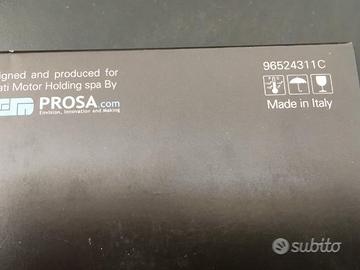 igned and produced for
ati Motor Holding spa By
PROSA.com
Envision, Innovation and Making
96524311C
Made in Italy
subito